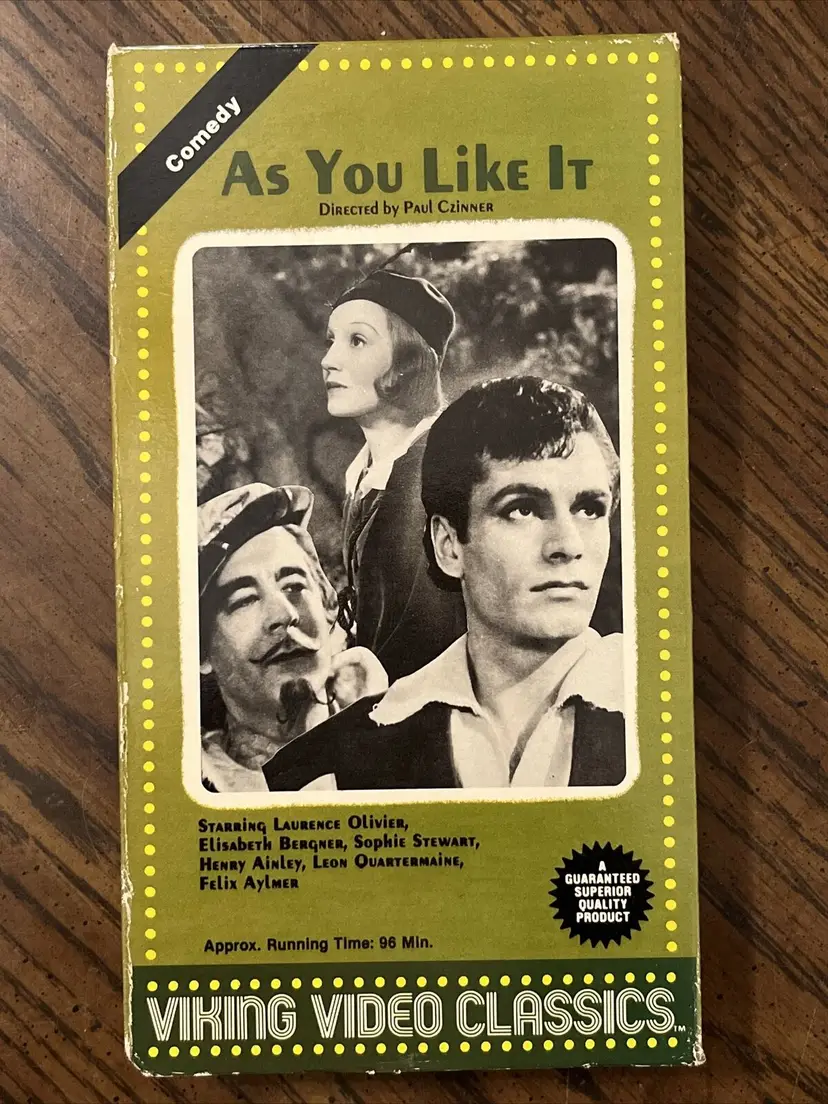 Comedy
As You Like It
Directed by Paul Czinner
Starring Laurence Olivier,
Elisabeth Bergner, Sophie Stewart,
Henry Ainley, Leon Quartermaine,
Felix Aylmer
A
GUARANTEED
SUPERIOR
QUALITY
PRODUCT
Approx. Running Time: 96 Min.
VIKING VIDEO CLASSICS TM